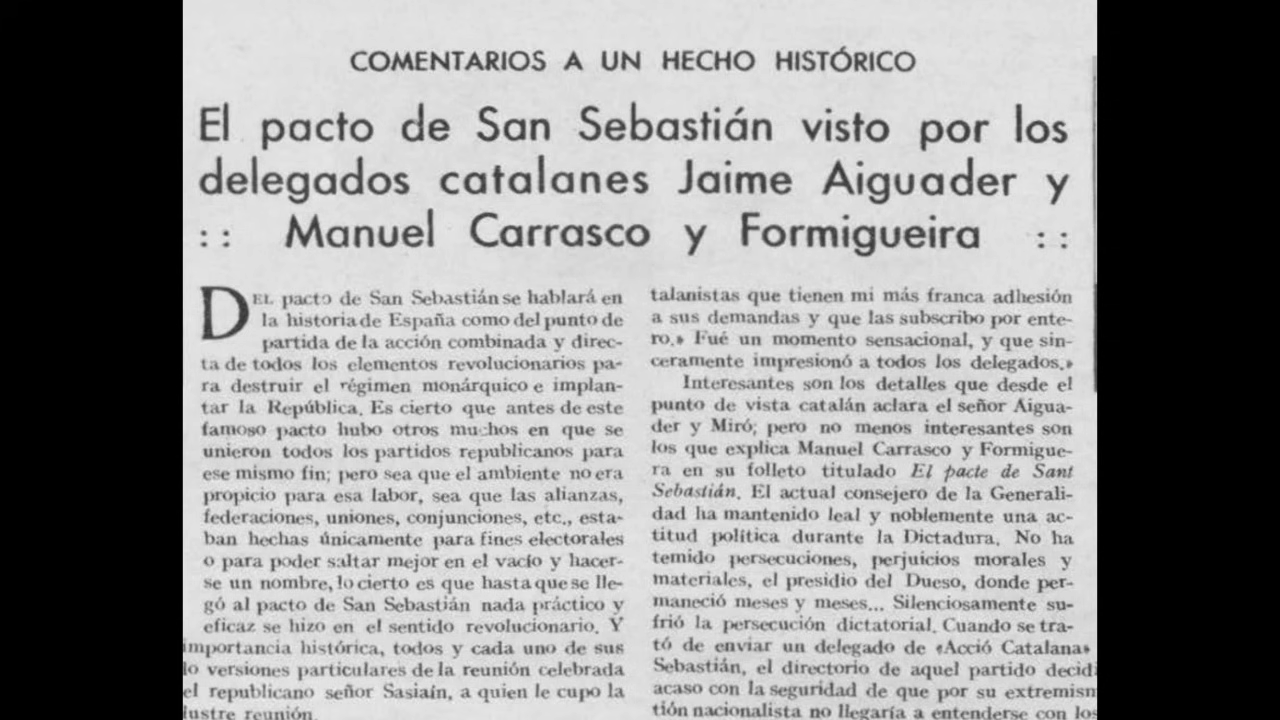 COMENTARIOS A UN HECHO HISTÓRICO
El pacto de San Sebastián visto por los
delegados catalanes Jaime Aiguader y
:: Manuel Carrasco y Formigueira ::
DEL pacto de San Sebastián se hablará en
la historia de España como del punto de
partida de la acción combinada y direc-
ta de todos los elementos revolucionarios pa-
ra destruir el régimen monárquico e implan-
tar la República. Es cierto que antes de este
famoso pacto hubo otros muchos en que se
unieron todos los partidos republicanos para
ese mismo fin; pero sea que el ambiente no era
propicio para esa labor, sea que las alianzas,
federaciones, uniones, conjunciones, etc., esta-
ban hechas únicamente para fines electorales
o para poder saltar mejor en el vacío y hacer-
se un nombre, lo cierto es que hasta que se lle-
gó al pacto de San Sebastián nada práctico y
eficaz se hizo en el sentido revolucionario. Y
importancia histórica, todos y cada uno de sus
lo versiones particulares de la reunión celebrada
el republicano señor Sasiaín, a quien le cupo la
lustre reunión.
talanistas que tienen mi más franca adhesión
a sus demandas y que las subscribo por ente-
ro.» Fué un momento sensacional, y que sin-
ceramente impresionó a todos los delegados.»
Interesantes son los detalles que desde el
punto de vista catalán aclara el señor Aigua-
der y Miró; pero no menos interesantes son
los que explica Manuel Carrasco y Formigue-
ra en su folleto titulado El pacte de Sant
Sebastián. El actual consejero de la Generali-
dad ha mantenido leal y noblemente una ac-
titud política durante la Dictadura. No ha
temido persecuciones, perjuicios morales y
materiales, el presidio del Dueso, donde per-
maneció meses y meses... Silenciosamente su-
frió la persecución dictatorial. Cuando se tra-
tó de enviar un delegado de «Acció Catalana»
Sebastián, el directorio de aquel partido decidi
acaso con la seguridad de que por su extremism
tión nacionalista no llegaría a entenderse con los